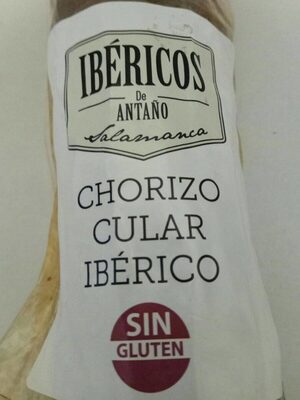 IBÉRICOS
De
ANTAÑO
Salamanca
CHORIZO
CULAR
IBÉRICO
SIN
GLUTEN